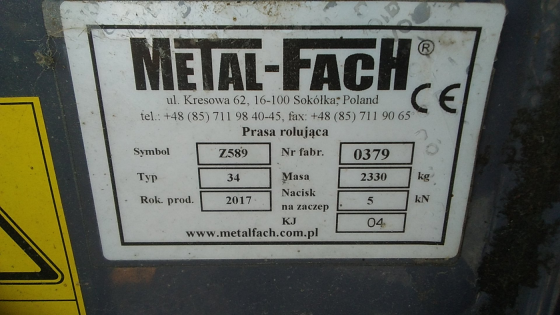 METAL-FACH®
ul. Kresowa 62, 16-100 Sokółka, Poland
tel.: +48 (85) 711 98 40-45, fax: +48 (85) 711 90 65
CE
Prasa rolująca
Symbol Z589 Nr fabr. 0379
Typ 34 Masa 2330 kg
Rok. prod. 2017 Nacisk na zaczep 5 kN
KJ 04
www.metalfach.com.pl